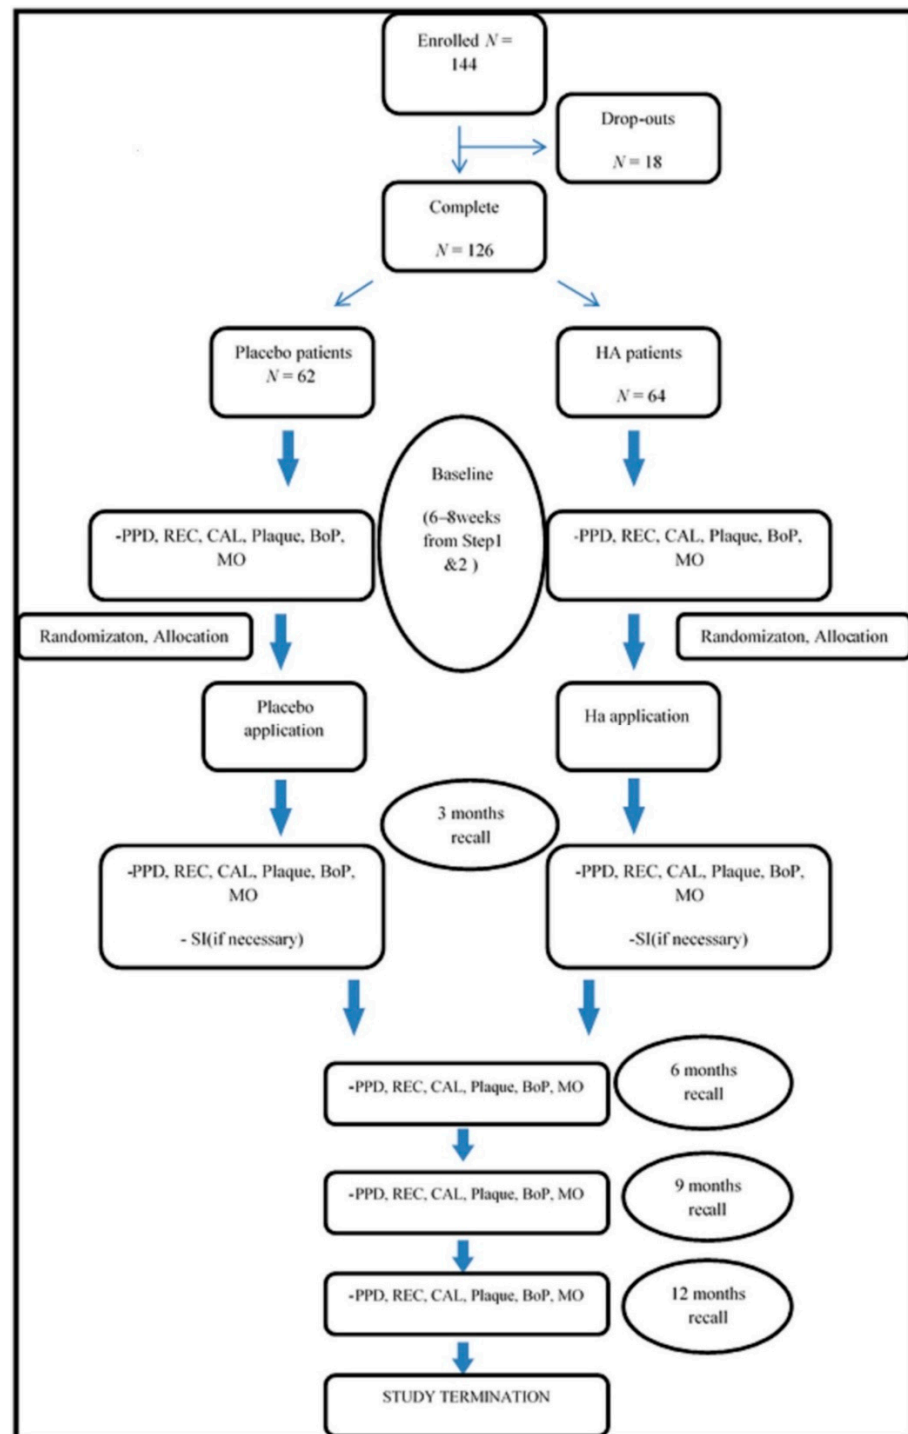 Enrolled N =
144
Drop-outs
N = 18
Complete
N = 126
Placebo patients
N = 62
HA patients
N = 64
Baseline
(6–8weeks
from Step1
&2 )
-PPD, REC, CAL, Plaque, BoP,
MO
-PPD, REC, CAL, Plaque, BoP,
MO
Randomizaton, Allocation
Randomization, Allocation
Placebo
application
Ha application
3 months
recall
-PPD, REC, CAL, Plaque, BoP,
MO
- SI(if necessary)
-PPD, REC, CAL, Plaque, BoP,
MO
-SI(if necessary)
-PPD, REC, CAL, Plaque, BoP, MO
6 months
recall
-PPD, REC, CAL, Plaque, BoP, MO
9 months
recall
-PPD, REC, CAL, Plaque, BoP, MO
12 months
recall
STUDY TERMINATION